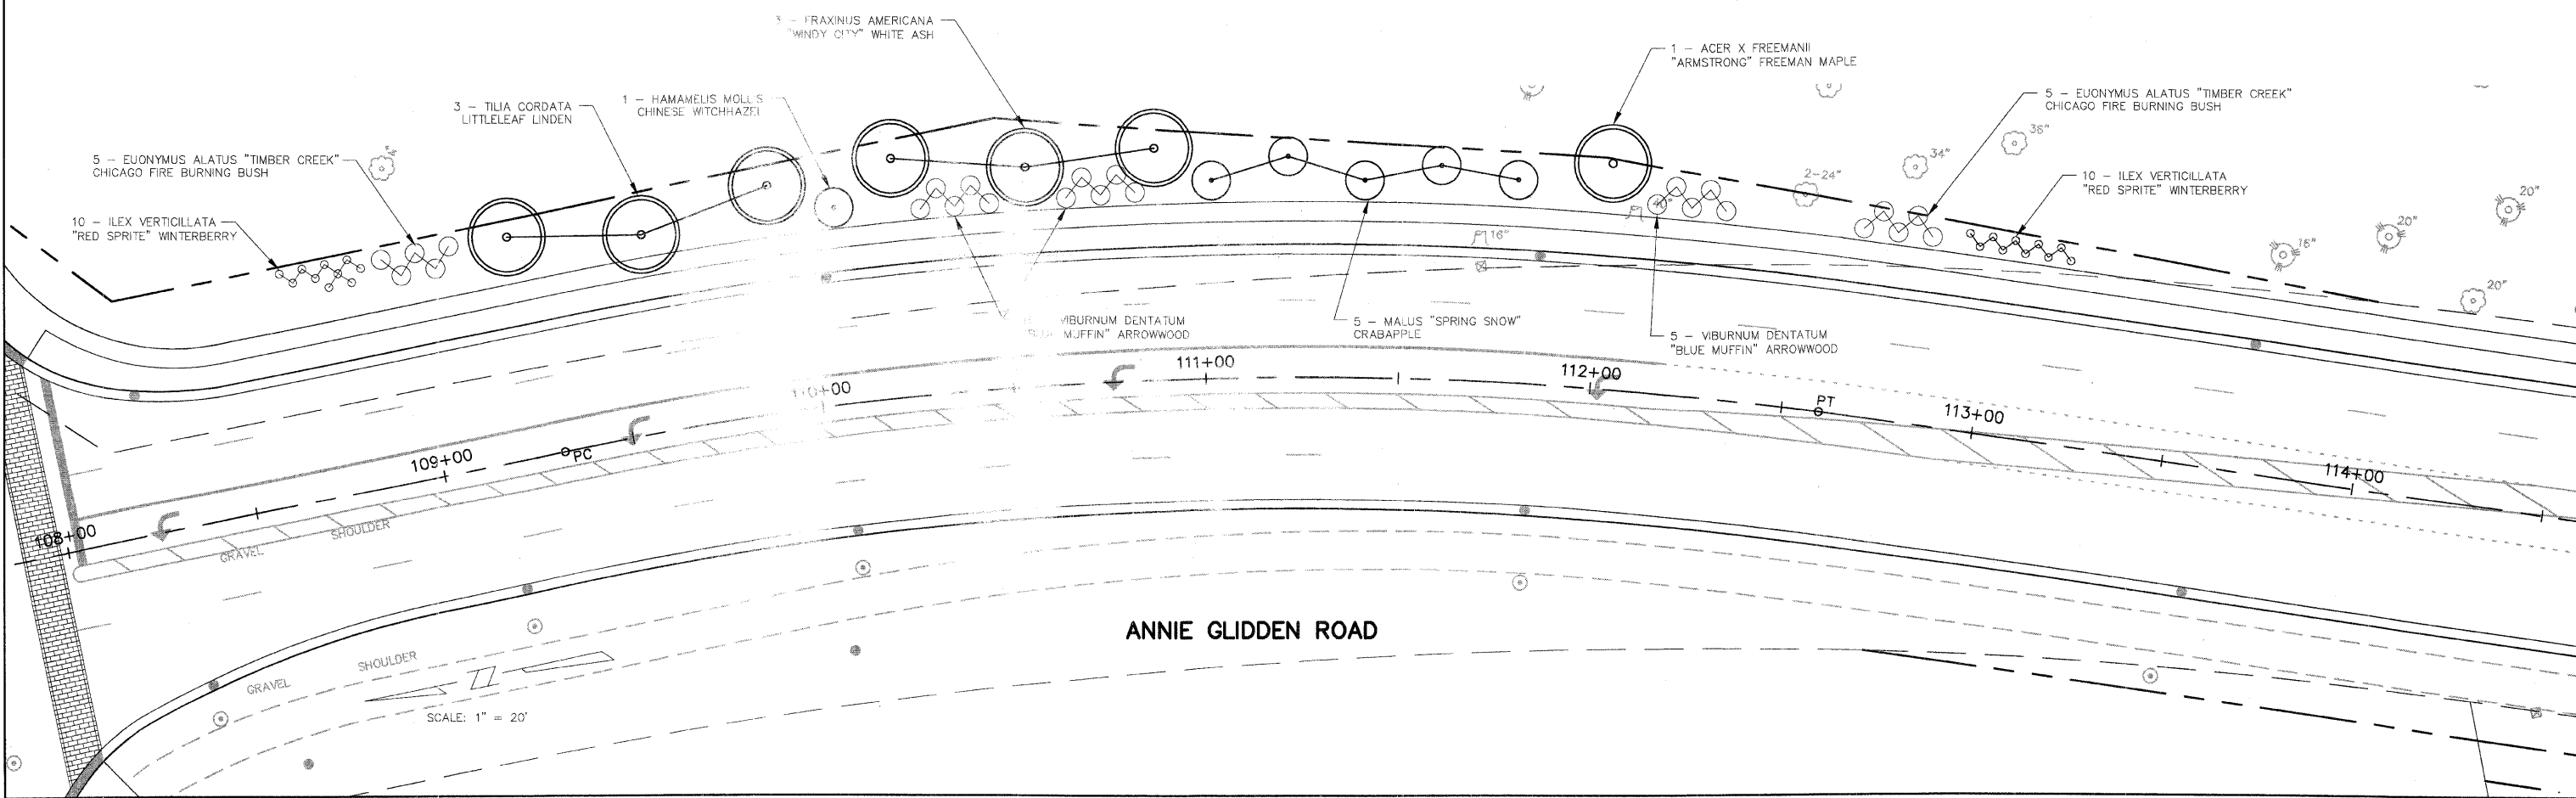 3 - FRAXINUS AMERICANA
"WINDY CITY" WHITE ASH
1 - ACER X FREEMANII
"ARMSTRONG" FREEMAN MAPLE
3 - TILIA CORDATA
LITTLELEAF LINDEN
1 - HAMAMELIS MOLLIS
CHINESE WITCHHAZEL
5 - EUONYMUS ALATUS "TIMBER CREEK"
CHICAGO FIRE BURNING BUSH
5 - EUONYMUS ALATUS "TIMBER CREEK"
CHICAGO FIRE BURNING BUSH
10 - ILEX VERTICILLATA
"RED SPRITE" WINTERBERRY
10 - ILEX VERTICILLATA
"RED SPRITE" WINTERBERRY
38"
34"
2-24"
20"
20"
16"
20"
40"
16"
VIBURNUM DENTATUM
"BLUE MUFFIN" ARROWWOOD
5 - MALUS "SPRING SNOW"
CRABAPPLE
5 - VIBURNUM DENTATUM
"BLUE MUFFIN" ARROWWOOD
108+00
109+00
PC
110+00
111+00
112+00
PT
113+00
114+00
GRAVEL SHOULDER
GRAVEL SHOULDER
ANNIE GLIDDEN ROAD
SCALE: 1" = 20'